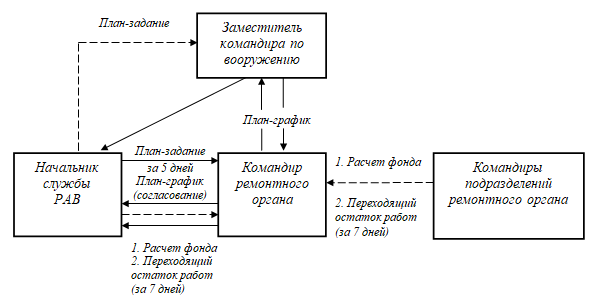 План-задание
Заместитель
командира по
вооружению
План-график
Начальник
службы
РАВ
План-задание
за 5 дней
План-график
(согласование)
Командир
ремонтного
органа
1. Расчет фонда
2. Переходящий
остаток работ
(за 7 дней)
Командиры
подразделений
ремонтного органа
1. Расчет фонда
2. Переходящий
остаток работ
(за 7 дней)